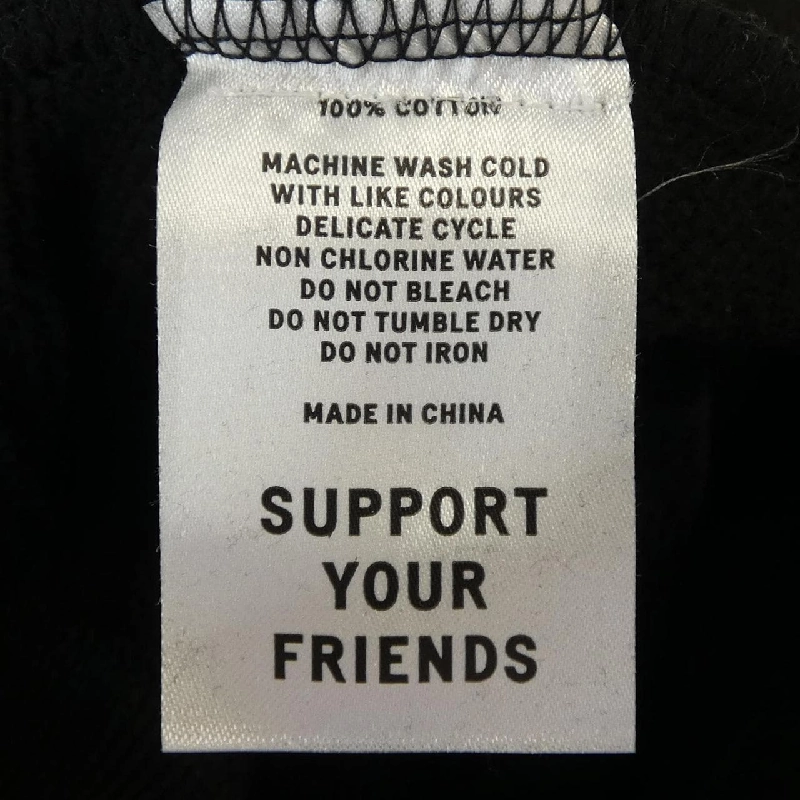 100% COTTON
MACHINE WASH COLD
WITH LIKE COLOURS
DELICATE CYCLE
NON CHLORINE WATER
DO NOT BLEACH
DO NOT TUMBLE DRY
DO NOT IRON
MADE IN CHINA
SUPPORT
YOUR
FRIENDS